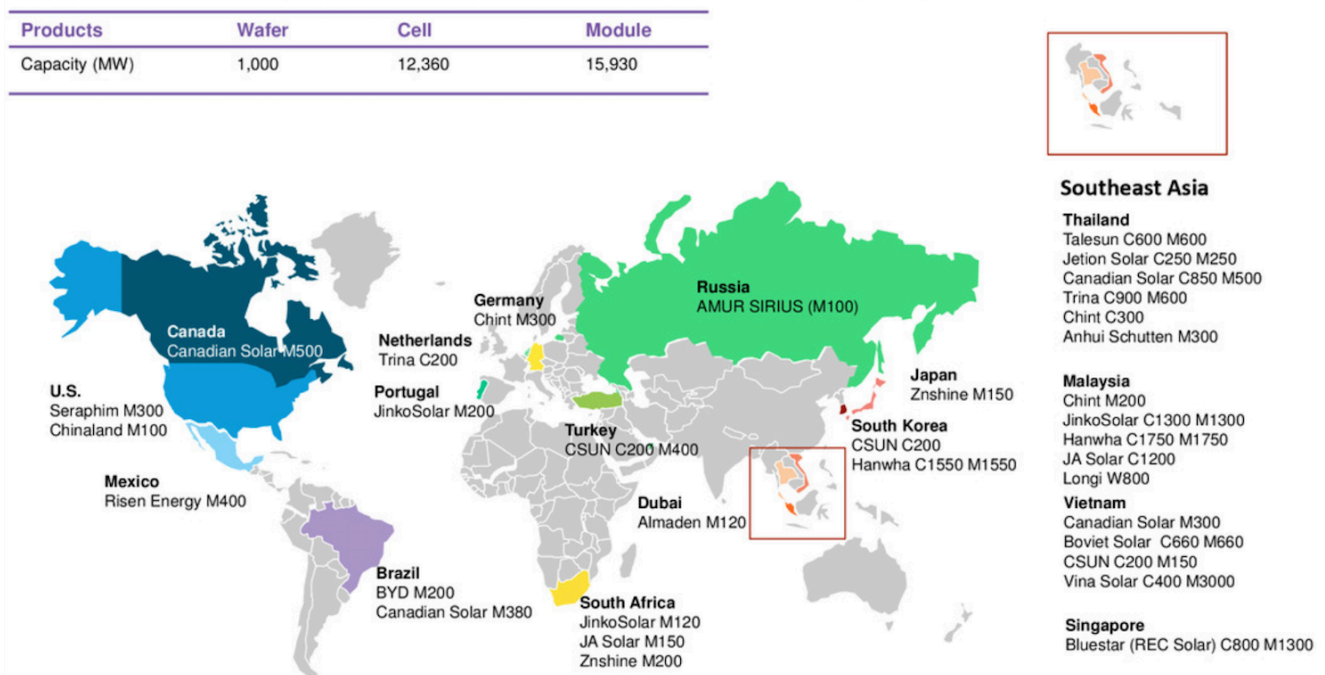 Products Wafer Cell Module
Capacity (MW) 1,000 12,360 15,930
Canada
Canadian Solar M500
U.S.
Seraphim M300
Chinaland M100
Mexico
Risen Energy M400
Brazil
BYD M200
Canadian Solar M380
Germany
Chint M300
Netherlands
Trina C200
Portugal
JinkoSolar M200
Turkey
CSUN C200 M400
Russia
AMUR SIRIUS (M100)
Japan
Znshine M150
South Korea
CSUN C200
Hanwha C1550 M1550
Dubai
Almaden M120
South Africa
JinkoSolar M120
JA Solar M150
Znshine M200
Southeast Asia
Thailand
Talesun C600 M600
Jetion Solar C250 M250
Canadian Solar C850 M500
Trina C900 M600
Chint C300
Anhui Schutten M300
Malaysia
Chint M200
JinkoSolar C1300 M1300
Hanwha C1750 M1750
JA Solar C1200
Longi W800
Vietnam
Canadian Solar M300
Boviet Solar C660 M660
CSUN C200 M150
Vina Solar C400 M3000
Singapore
Bluestar (REC Solar) C800 M1300